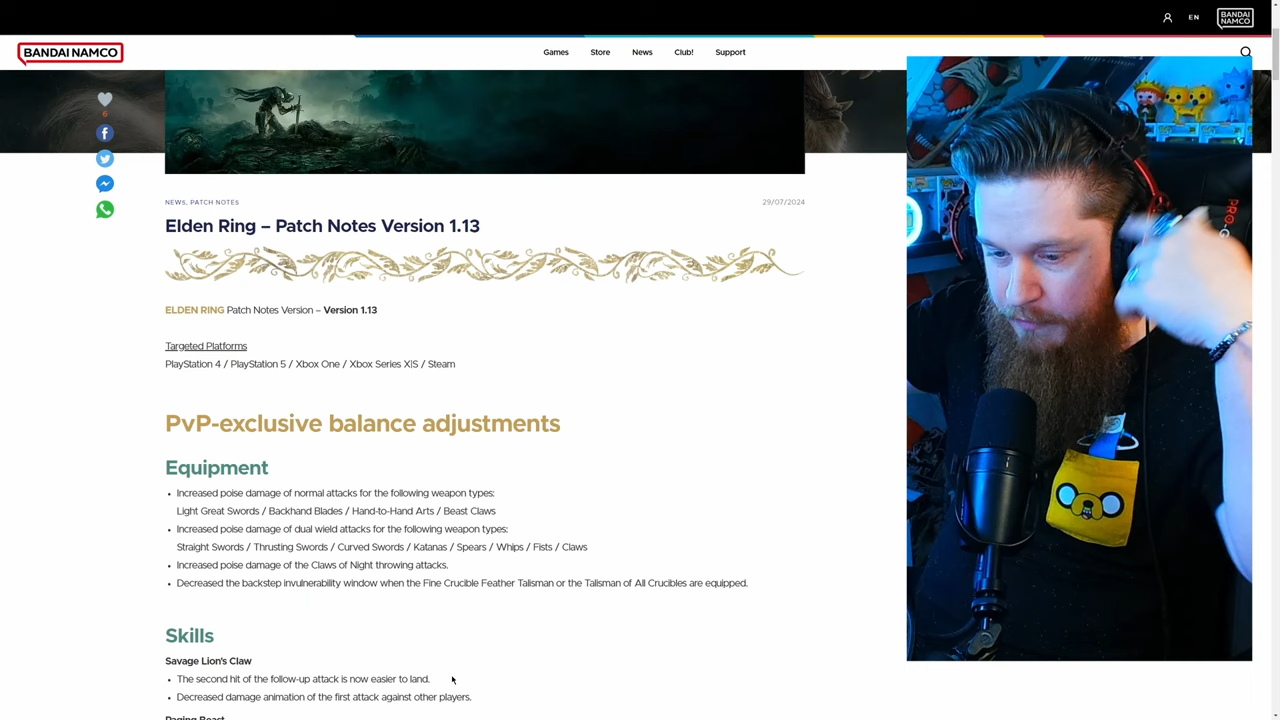 EN
BANDAI NAMCO
BANDAI NAMCO
Games
Store
News
Club!
Support
6
NEWS, PATCH NOTES
29/07/2024
Elden Ring – Patch Notes Version 1.13
ELDEN RING Patch Notes Version – Version 1.13
Targeted Platforms
PlayStation 4 / PlayStation 5 / Xbox One / Xbox Series X|S / Steam
PvP-exclusive balance adjustments
Equipment
Increased poise damage of normal attacks for the following weapon types:
Light Great Swords / Backhand Blades / Hand-to-Hand Arts / Beast Claws
Increased poise damage of dual wield attacks for the following weapon types:
Straight Swords / Thrusting Swords / Curved Swords / Katanas / Spears / Whips / Fists / Claws
Increased poise damage of the Claws of Night throwing attacks.
Decreased the backstep invulnerability window when the Fine Crucible Feather Talisman or the Talisman of All Crucibles are equipped.
Skills
Savage Lion's Claw
The second hit of the follow-up attack is now easier to land.
Decreased damage animation of the first attack against other players.
Raging Beast